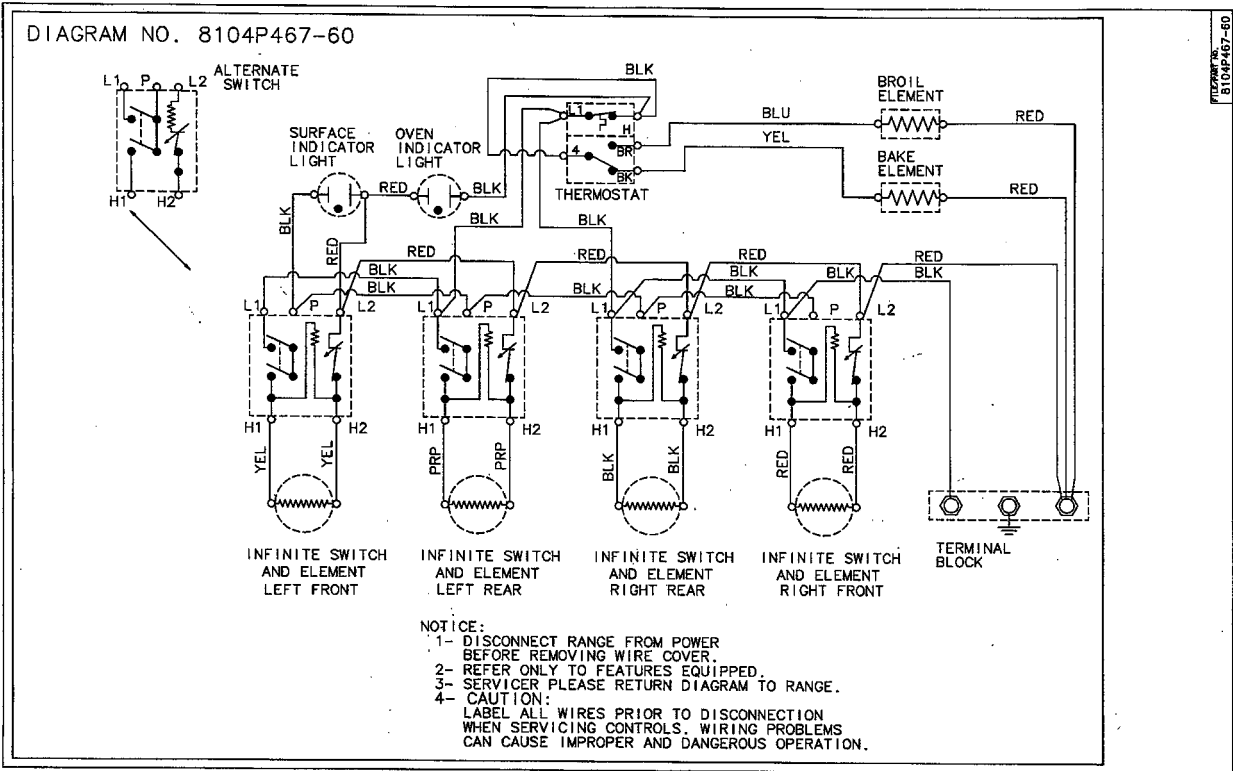 DIAGRAM NO. 8104P467-60
FILE/PART NO.
8104P467-60
ALTERNATE
SWITCH
L1 P L2
H1 H2
SURFACE
INDICATOR
LIGHT
OVEN
INDICATOR
LIGHT
BLK
L1
P
H
4
BR
BK
THERMOSTAT
BLU
YEL
BROIL
ELEMENT
RED
BAKE
ELEMENT
RED
BLK
RED
BLK
RED
BLK
BLK
RED
BLK
BLK
RED
BLK
RED
BLK
BLK
BLK
RED
BLK
L1 P L2
L1 P L2
L1 P L2
L1 P L2
H1 H2
H1 H2
H1 H2
H1 H2
YEL YEL
PRP PRP
BLK BLK
RED RED
INFINITE SWITCH
AND ELEMENT
LEFT FRONT
INFINITE SWITCH
AND ELEMENT
LEFT REAR
INFINITE SWITCH
AND ELEMENT
RIGHT REAR
INFINITE SWITCH
AND ELEMENT
RIGHT FRONT
TERMINAL
BLOCK
NOTICE:
1- DISCONNECT RANGE FROM POWER
BEFORE REMOVING WIRE COVER.
2- REFER ONLY TO FEATURES EQUIPPED.
3- SERVICER PLEASE RETURN DIAGRAM TO RANGE.
4- CAUTION:
LABEL ALL WIRES PRIOR TO DISCONNECTION
WHEN SERVICING CONTROLS. WIRING PROBLEMS
CAN CAUSE IMPROPER AND DANGEROUS OPERATION.